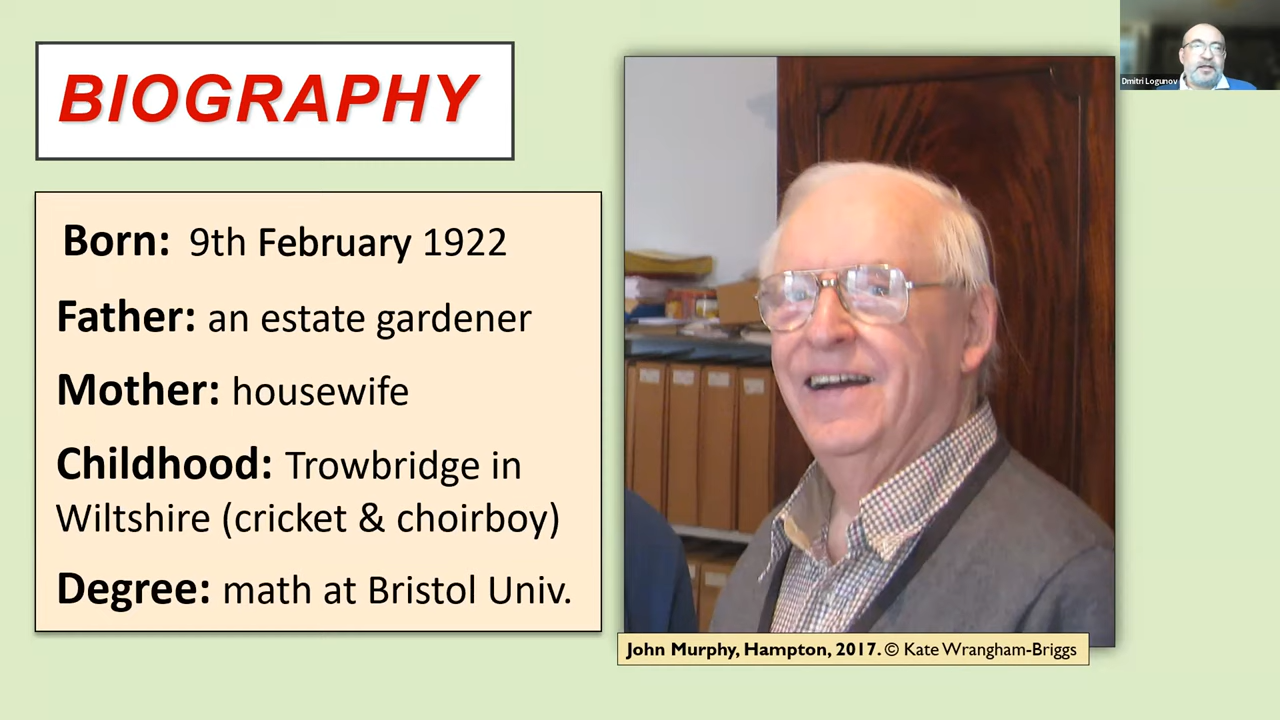 BIOGRAPHY
Born: 9th February 1922
Father: an estate gardener
Mother: housewife
Childhood: Trowbridge in
Wiltshire (cricket & choirboy)
Degree: math at Bristol Univ.
John Murphy, Hampton, 2017. © Kate Wrangham-Briggs
Dmitri Logunov